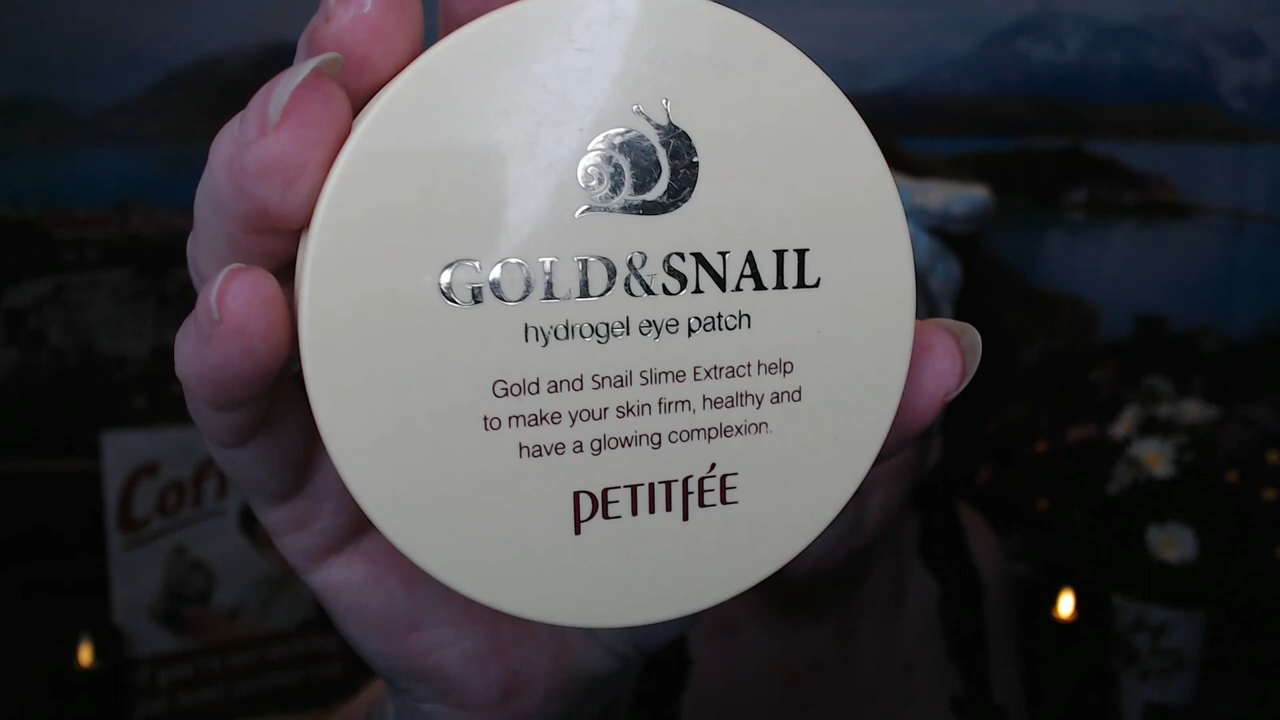 GOLD&SNAIL
hydrogel eye patch
Gold and Snail Slime Extract help
to make your skin firm, healthy and
have a glowing complexion.
PETITFÉE